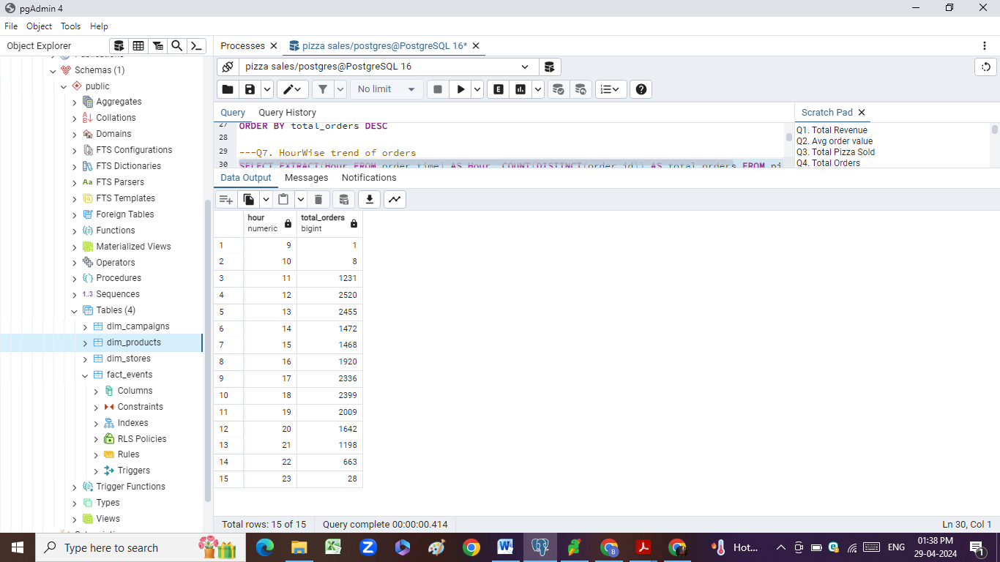 pgAdmin 4
File Object Tools Help
Object Explorer
Processes
pizza sales/postgres@PostgreSQL 16*
pizza sales/postgres@PostgreSQL 16
No limit
Query Query History
Scratch Pad
27 ORDER BY total_orders DESC
28
29 ---Q7. HourWise trend of orders
30 SELECT EXTRACT(Hour FROM order_time) AS Hour, COUNT(DISTINCT(order_id)) AS total_orders FROM pi
Q1. Total Revenue
Q2. Avg order value
Q3. Total Pizza Sold
Q4. Total Orders
Data Output Messages Notifications
hour total_orders
numeric bigint
1 9 1
2 10 8
3 11 1231
4 12 2520
5 13 2455
6 14 1472
7 15 1468
8 16 1920
9 17 2336
10 18 2399
11 19 2009
12 20 1642
13 21 1198
14 22 663
15 23 28
Total rows: 15 of 15 Query complete 00:00:00.414 Ln 30, Col 1
Publications
Schemas (1)
public
Aggregates
Collations
Domains
FTS Configurations
FTS Dictionaries
Aa FTS Parsers
FTS Templates
Foreign Tables
Functions
Materialized Views
Operators
Procedures
1..3 Sequences
Tables (4)
dim_campaigns
dim_products
dim_stores
fact_events
Columns
Constraints
Indexes
RLS Policies
Rules
Triggers
Trigger Functions
Types
Views
Type here to search
Hot...
ENG
01:38 PM
29-04-2024
1